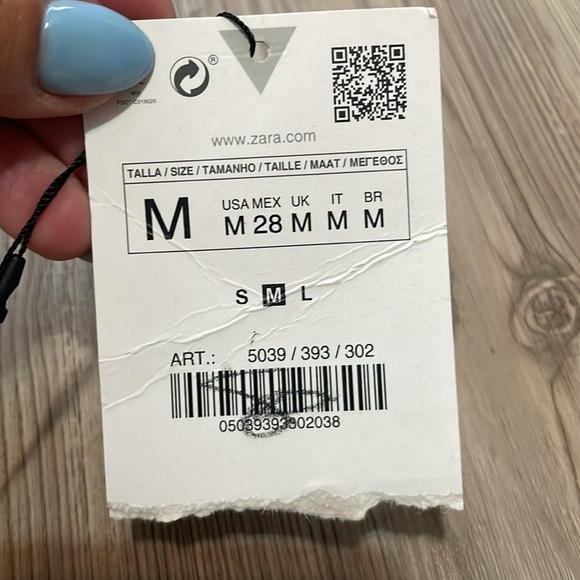 ®
www.zara.com
TALLA / SIZE / TAMANHO / TAILLE / MAAT / ΜΕΓΕΘΟΣ
USA MEX UK IT BR
M M 28 M M M
S M L
ART.: 5039 / 393 / 302
05039393302038